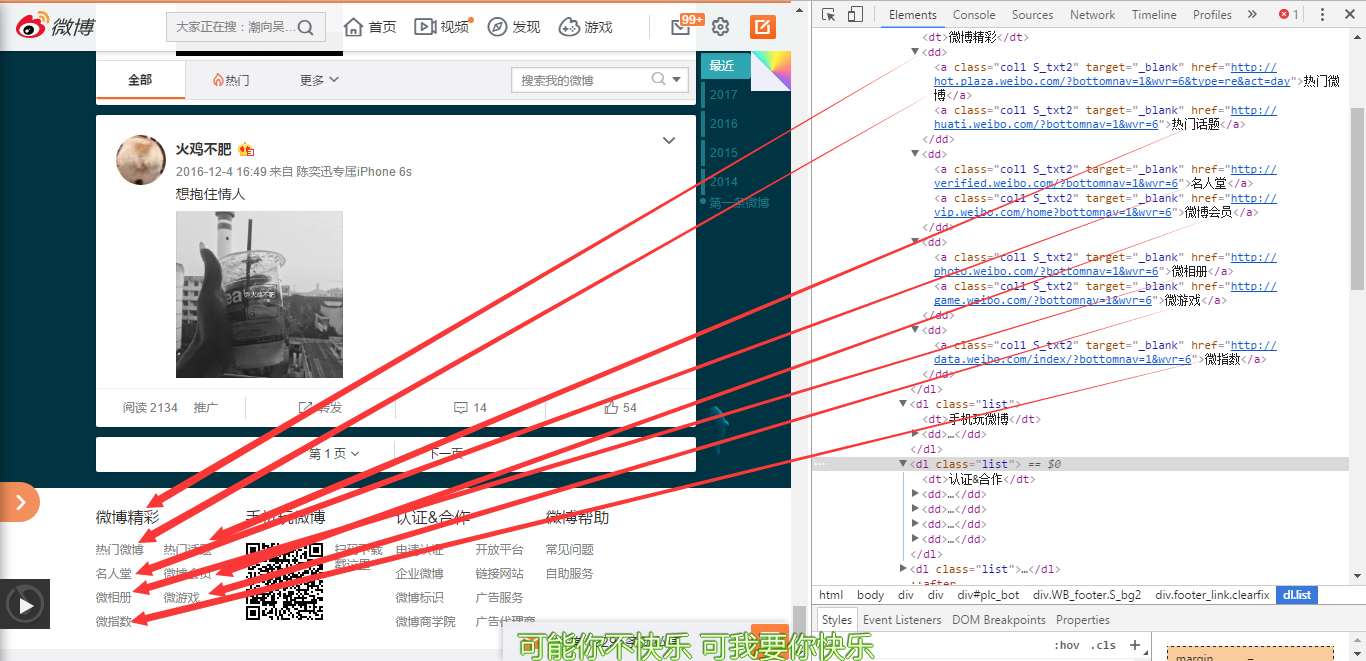 微博
大家正在搜：潮向吴...
首页
视频
发现
游戏
99+
全部
热门
更多
搜索我的微博
最近
2017
2016
2015
2014
第一条微博
火鸡不肥
2016-12-4 16:49 来自 陈奕迅专属iPhone 6s
想抱住情人
阅读 2134 推广
转发
14
54
第 1 页
下一页
微博精彩 手机玩微博 认证&合作 微博帮助
热门微博 热门话题 扫码下载 申请认证 开放平台 常见问题
戳这里
名人堂 微博会员 企业微博 链接网站 自助服务
微相册 微游戏 微博标识 广告服务
微指数 微博商学院 广告代理商
可能你不快乐 可我要你快乐
Elements Console Sources Network Timeline Profiles » 1
<dt>微博精彩</dt>
▼<dd>
<a class="col1 S_txt2" target="_blank" href="http://
hot.plaza.weibo.com/?bottomnav=1&wvr=6&type=re&act=day">热门微
博</a>
<a class="col1 S_txt2" target="_blank" href="http://
huati.weibo.com/?bottomnav=1&wvr=6">热门话题</a>
</dd>
▼<dd>
<a class="col1 S_txt2" target="_blank" href="http://
verified.weibo.com/?bottomnav=1&wvr=6">名人堂</a>
<a class="col1 S_txt2" target="_blank" href="http://
vip.weibo.com/home?bottomnav=1&wvr=6">微博会员</a>
</dd>
▼<dd>
<a class="col1 S_txt2" target="_blank" href="http://
photo.weibo.com/?bottomnav=1&wvr=6">微相册</a>
<a class="col1 S_txt2" target="_blank" href="http://
game.weibo.com/?bottomnav=1&wvr=6">微游戏</a>
</dd>
▼<dd>
<a class="col1 S_txt2" target="_blank" href="http://
data.weibo.com/index/?bottomnav=1&wvr=6">微指数</a>
</dd>
</dl>
▼<dl class="list">
<dt>手机玩微博</dt>
▶<dd>…</dd>
</dl>
▼<dl class="list"> == $0
<dt>认证&合作</dt>
▶<dd>…</dd>
▶<dd>…</dd>
▶<dd>…</dd>
▶<dd>…</dd>
</dl>
▶<dl class="list">…</dl>
::after
html body div div div#plc_bot div.WB_footer.S_bg2 div.footer_link.clearfix dl.list
Styles Event Listeners DOM Breakpoints Properties
:hov .cls +
margin